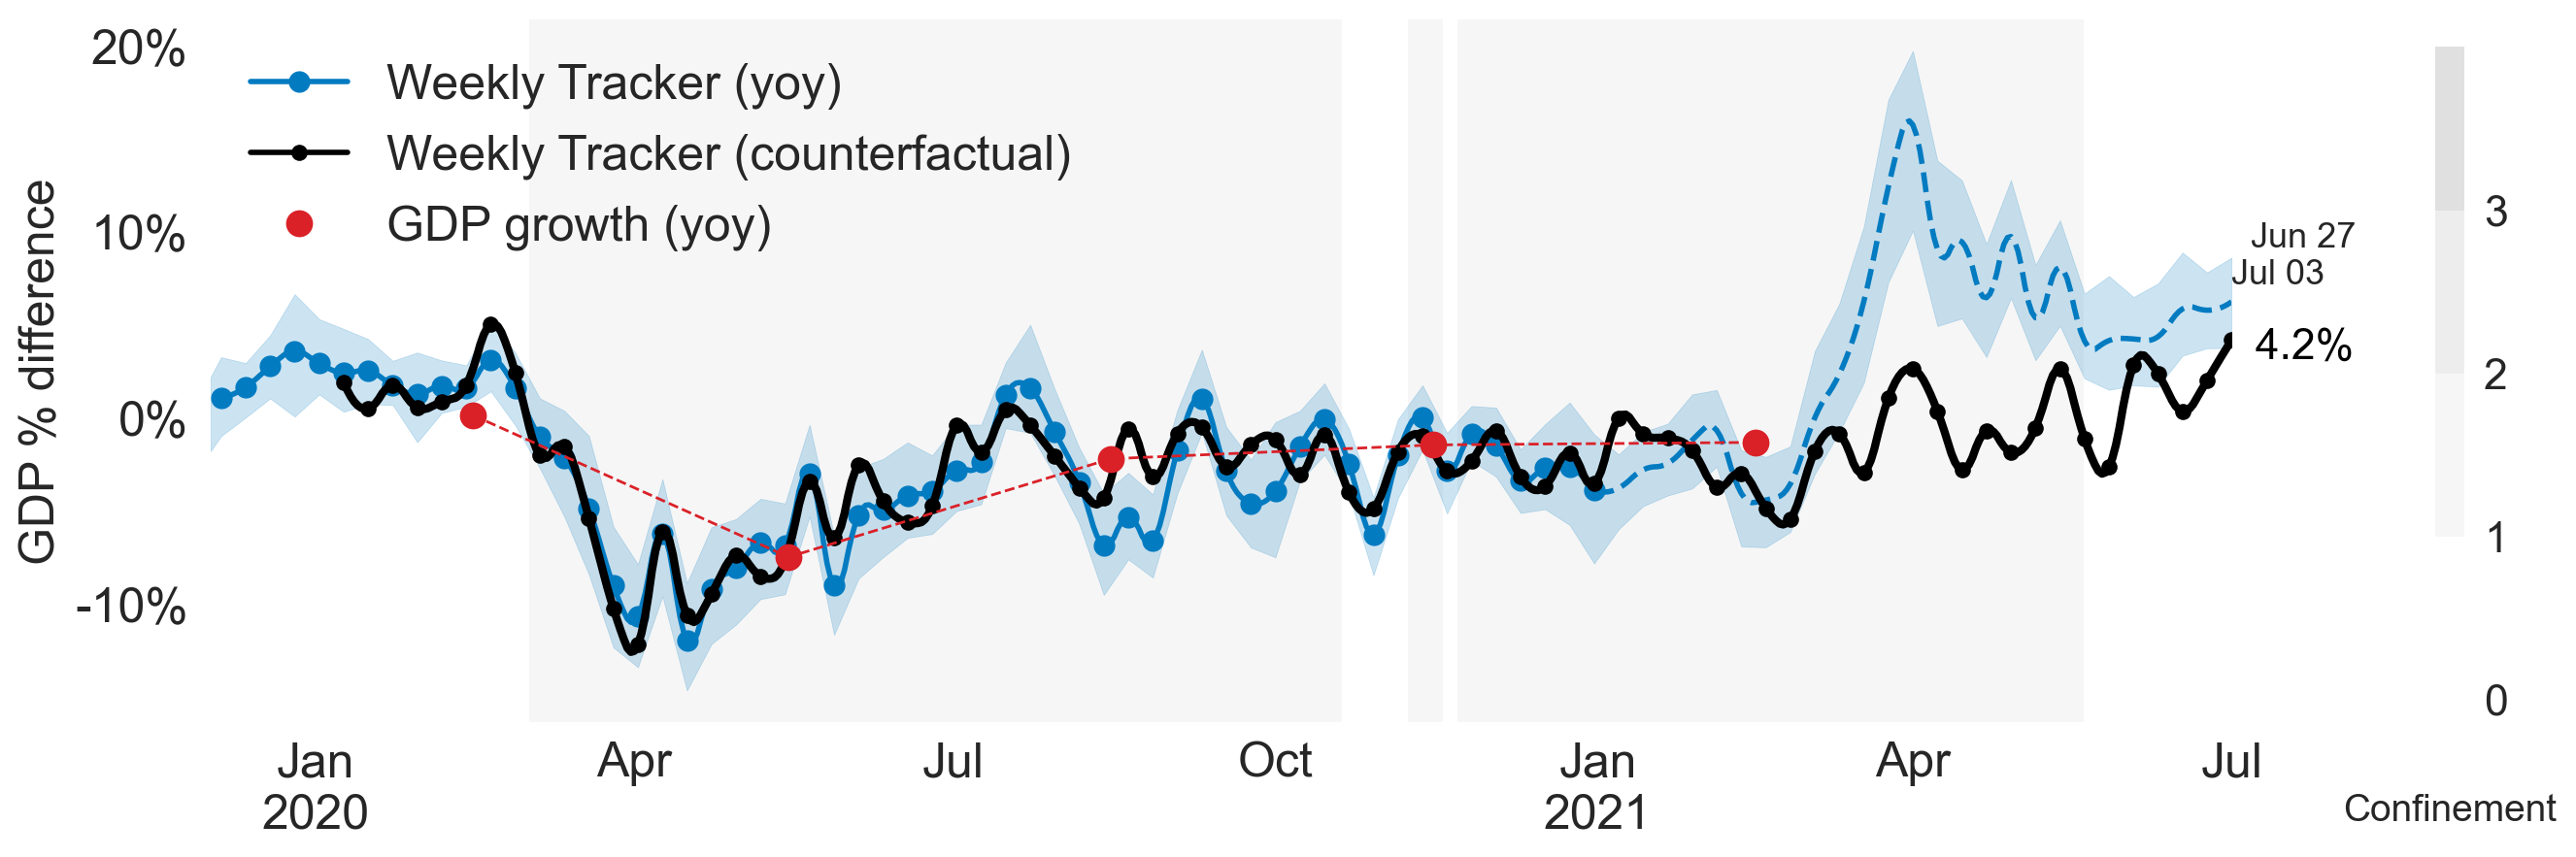 20%
10%
0%
-10%
GDP % difference
Weekly Tracker (yoy)
Weekly Tracker (counterfactual)
GDP growth (yoy)
Jun 27
Jul 03
4.2%
3
2
1
0
Jan
2020
Apr
Jul
Oct
Jan
2021
Apr
Jul
Confinement